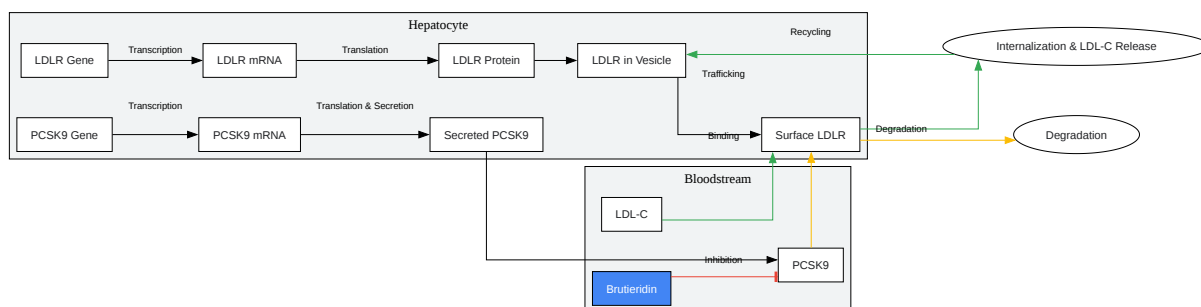 Hepatocyte
Recycling
Internalization & LDL-C Release
Transcription
Translation
LDLR Gene
LDLR mRNA
LDLR Protein
LDLR in Vesicle
Trafficking
Transcription
Translation & Secretion
PCSK9 Gene
PCSK9 mRNA
Secreted PCSK9
Binding
Surface LDLR
Degradation
Degradation
Bloodstream
LDL-C
Inhibition
PCSK9
Brutieridin